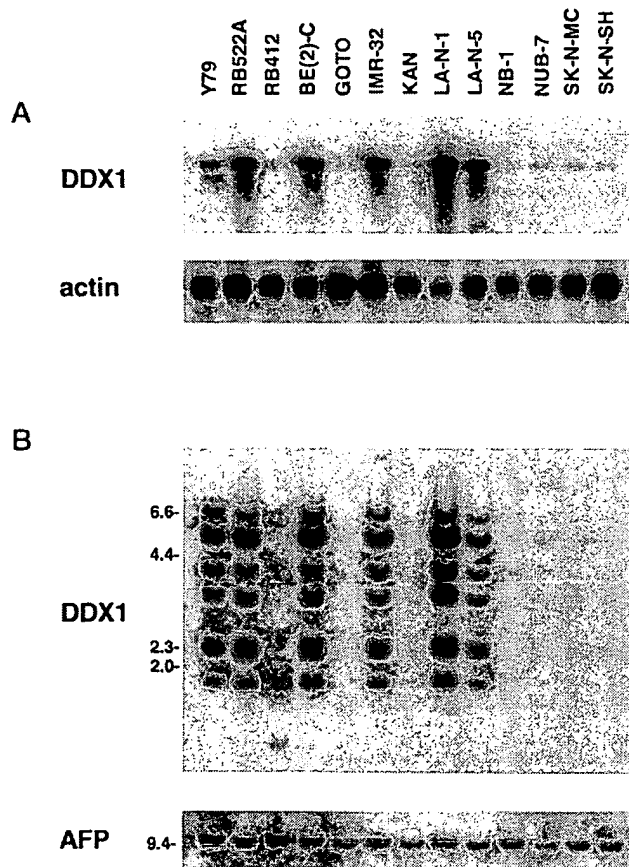 Y79
RB522A
RB412
BE(2)-C
GOTO
IMR-32
KAN
LA-N-1
LA-N-5
NB-1
NUB-7
SK-N-MC
SK-N-SH
A
DDX1
actin
B
6.6-
4.4-
DDX1
2.3-
2.0-
AFP
9.4-